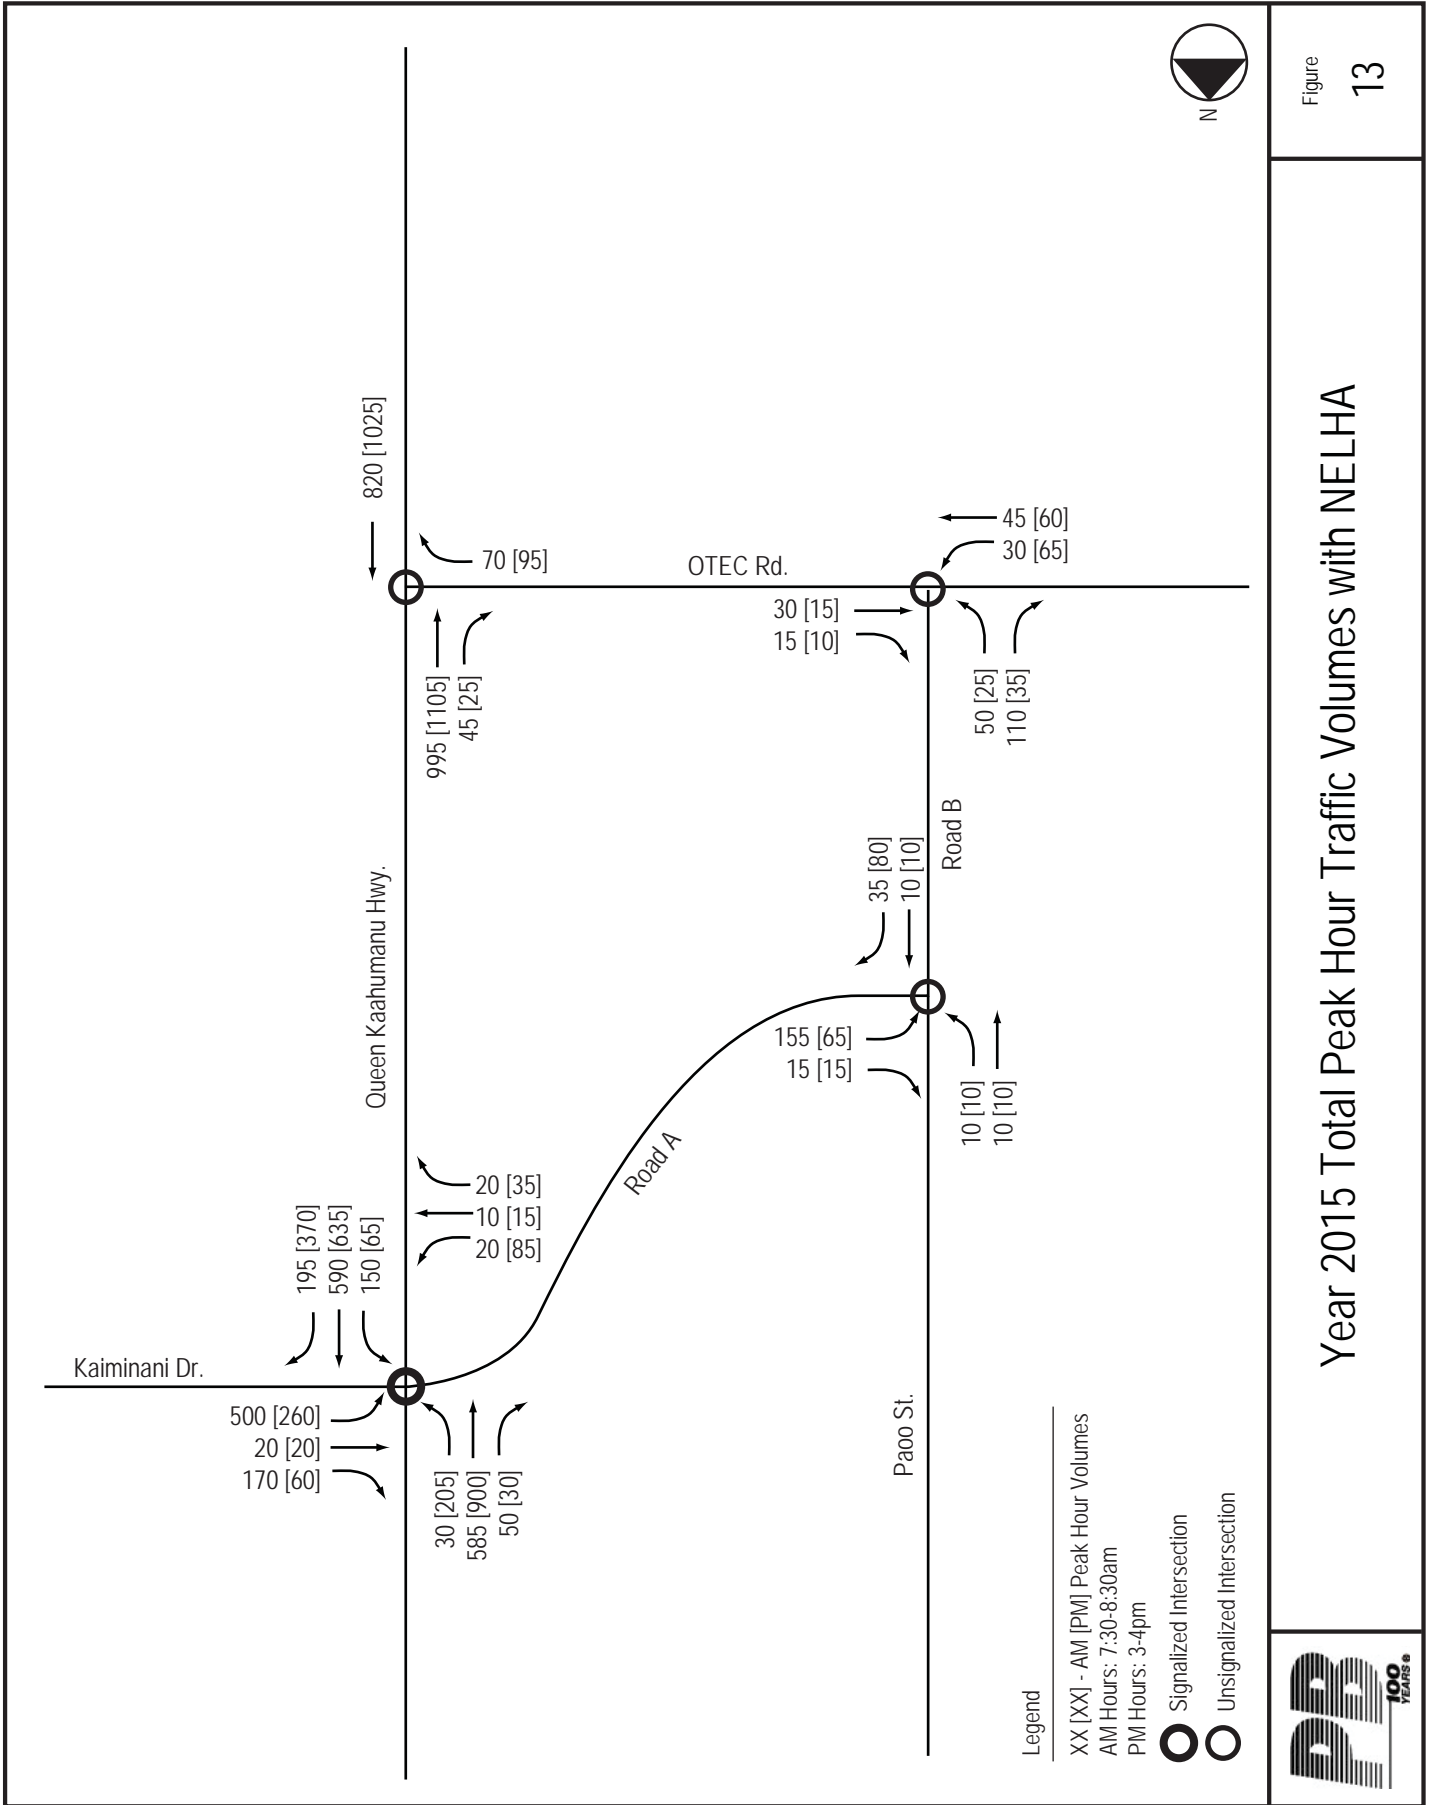 Kaiminani Dr.
500 [260]
20 [20]
170 [60]
195 [370]
590 [635]
150 [65]
30 [205]
585 [900]
50 [30]
20 [35]
10 [15]
20 [85]
Queen Kaahumanu Hwy.
820 [1025]
995 [1105]
45 [25]
70 [95]
OTEC Rd.
Road A
30 [15]
15 [10]
45 [60]
30 [65]
50 [25]
110 [35]
Road B
35 [80]
10 [10]
155 [65]
15 [15]
10 [10]
10 [10]
Paoo St.
N
Legend
XX [XX] - AM [PM] Peak Hour Volumes
AM Hours: 7:30-8:30am
PM Hours: 3-4pm
Signalized Intersection
Unsignalized Intersection
PB
100
YEARS
Year 2015 Total Peak Hour Traffic Volumes with NELHA
Figure
13